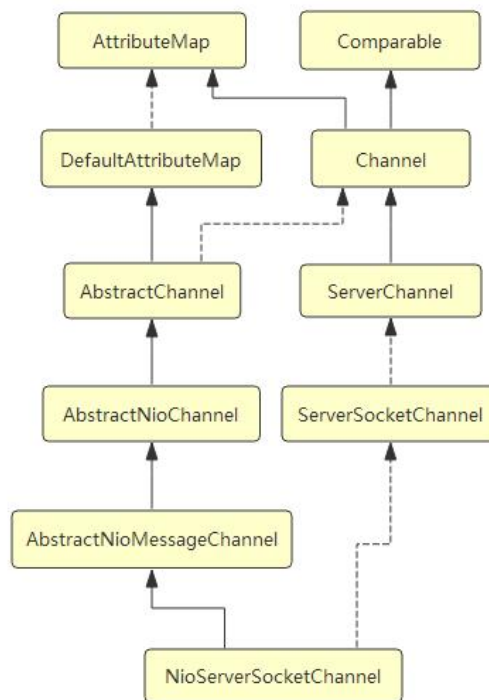 AttributeMap
Comparable
DefaultAttributeMap
Channel
AbstractChannel
ServerChannel
AbstractNioChannel
ServerSocketChannel
AbstractNioMessageChannel
NioServerSocketChannel